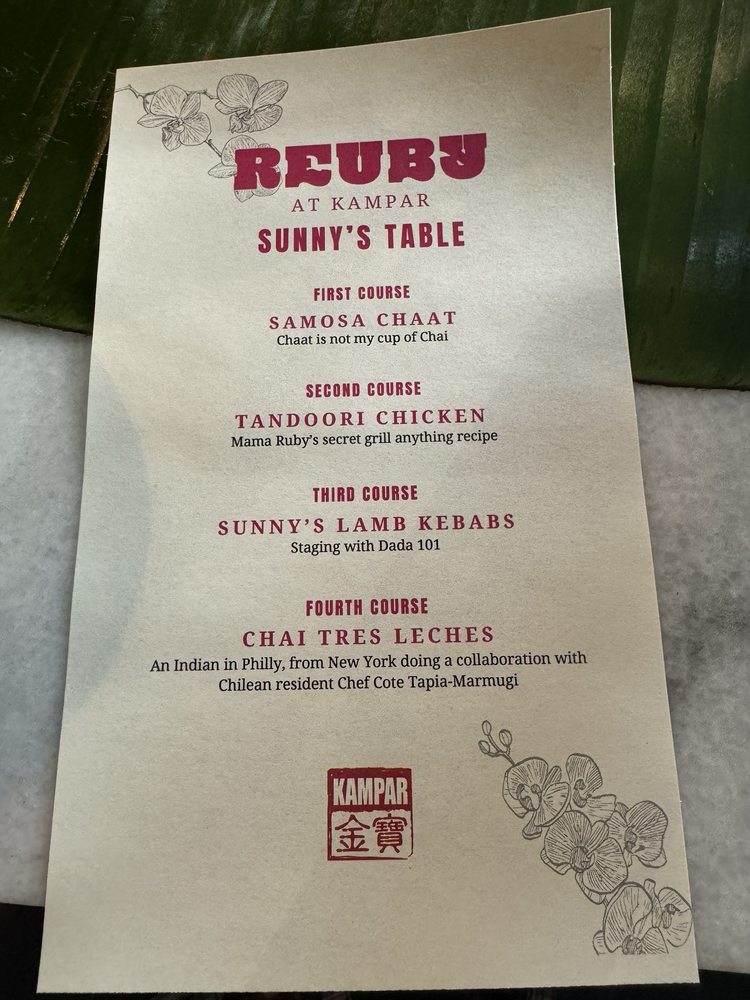 REUBY
AT KAMPAR
SUNNY'S TABLE
FIRST COURSE
SAMOSA CHAAT
Chaat is not my cup of Chai
SECOND COURSE
TANDOORI CHICKEN
Mama Ruby's secret grill anything recipe
THIRD COURSE
SUNNY'S LAMB KEBABS
Staging with Dada 101
FOURTH COURSE
CHAI TRES LECHES
An Indian in Philly, from New York doing a collaboration with
Chilean resident Chef Cote Tapia-Marmugi
KAMPAR
金寶